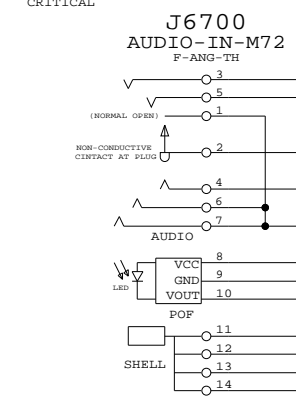 CRITICAL
J6700
AUDIO-IN-M72
F-ANG-TH
3
5
(NORMAL OPEN) 1
NON-CONDUCTIVE
CINTACT AT PLUG
2
4
6
7
AUDIO
LED
VCC 8
GND 9
VOUT 10
POF
11
12
SHELL 13
14